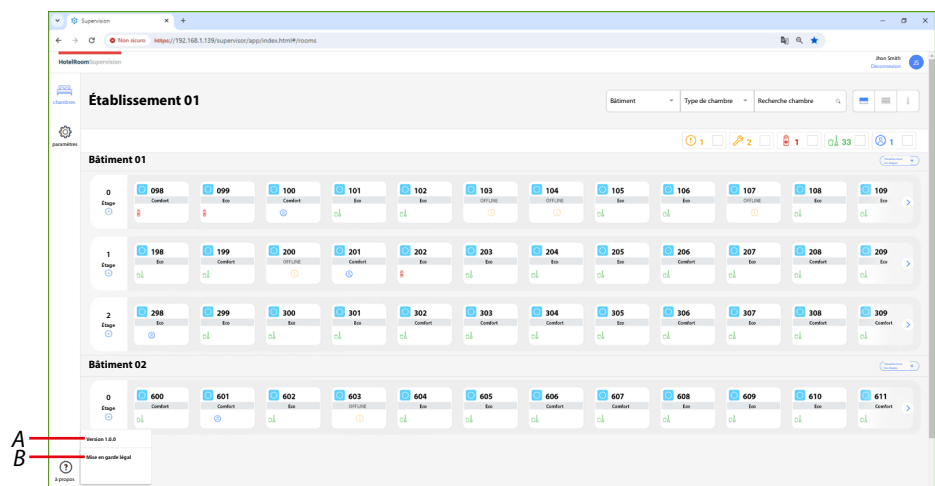 Supervision
Non sicuro https://192.168.1.139/supervisor/app/index.html#/rooms
HotelRoomSupervision
Jhon Smith
Déconnexion
JS
chambres
Établissement 01
Bâtiment Type de chambre Recherche chambre
paramètres
1 2 1 33 1
Bâtiment 01
0 098 099 100 101 102 103 104 105 106 107 108 109
Étage Comfort Eco Comfort Eco Eco OFFLINE OFFLINE Eco Eco OFFLINE Eco Eco
1 198 199 200 201 202 203 204 205 206 207 208 209
Étage Eco Comfort OFFLINE Comfort Eco Eco Eco Eco Comfort Eco Comfort Eco
2 298 299 300 301 302 303 304 305 306 307 308 309
Étage Eco Eco Eco Eco Comfort Comfort Comfort Eco Comfort Eco Comfort Comfort
Bâtiment 02
0 600 601 602 603 604 605 606 607 608 609 610 611
Étage Comfort Comfort Eco OFFLINE Eco Eco Comfort Comfort Eco Eco Eco Comfort
A Version 1.0.0
B Mise en garde légal
à propos